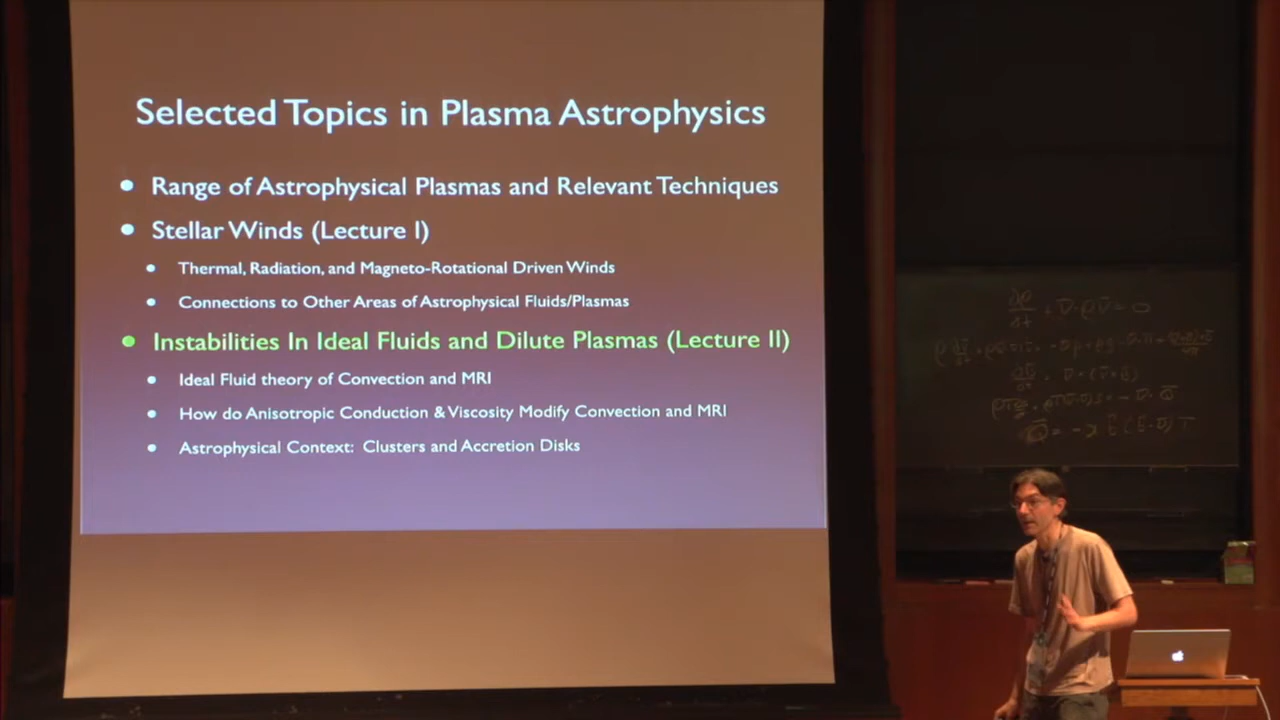 Selected Topics in Plasma Astrophysics
Range of Astrophysical Plasmas and Relevant Techniques
Stellar Winds (Lecture I)
Thermal, Radiation, and Magneto-Rotational Driven Winds
Connections to Other Areas of Astrophysical Fluids/Plasmas
Instabilities In Ideal Fluids and Dilute Plasmas (Lecture II)
Ideal Fluid theory of Convection and MRI
How do Anisotropic Conduction & Viscosity Modify Convection and MRI
Astrophysical Context: Clusters and Accretion Disks